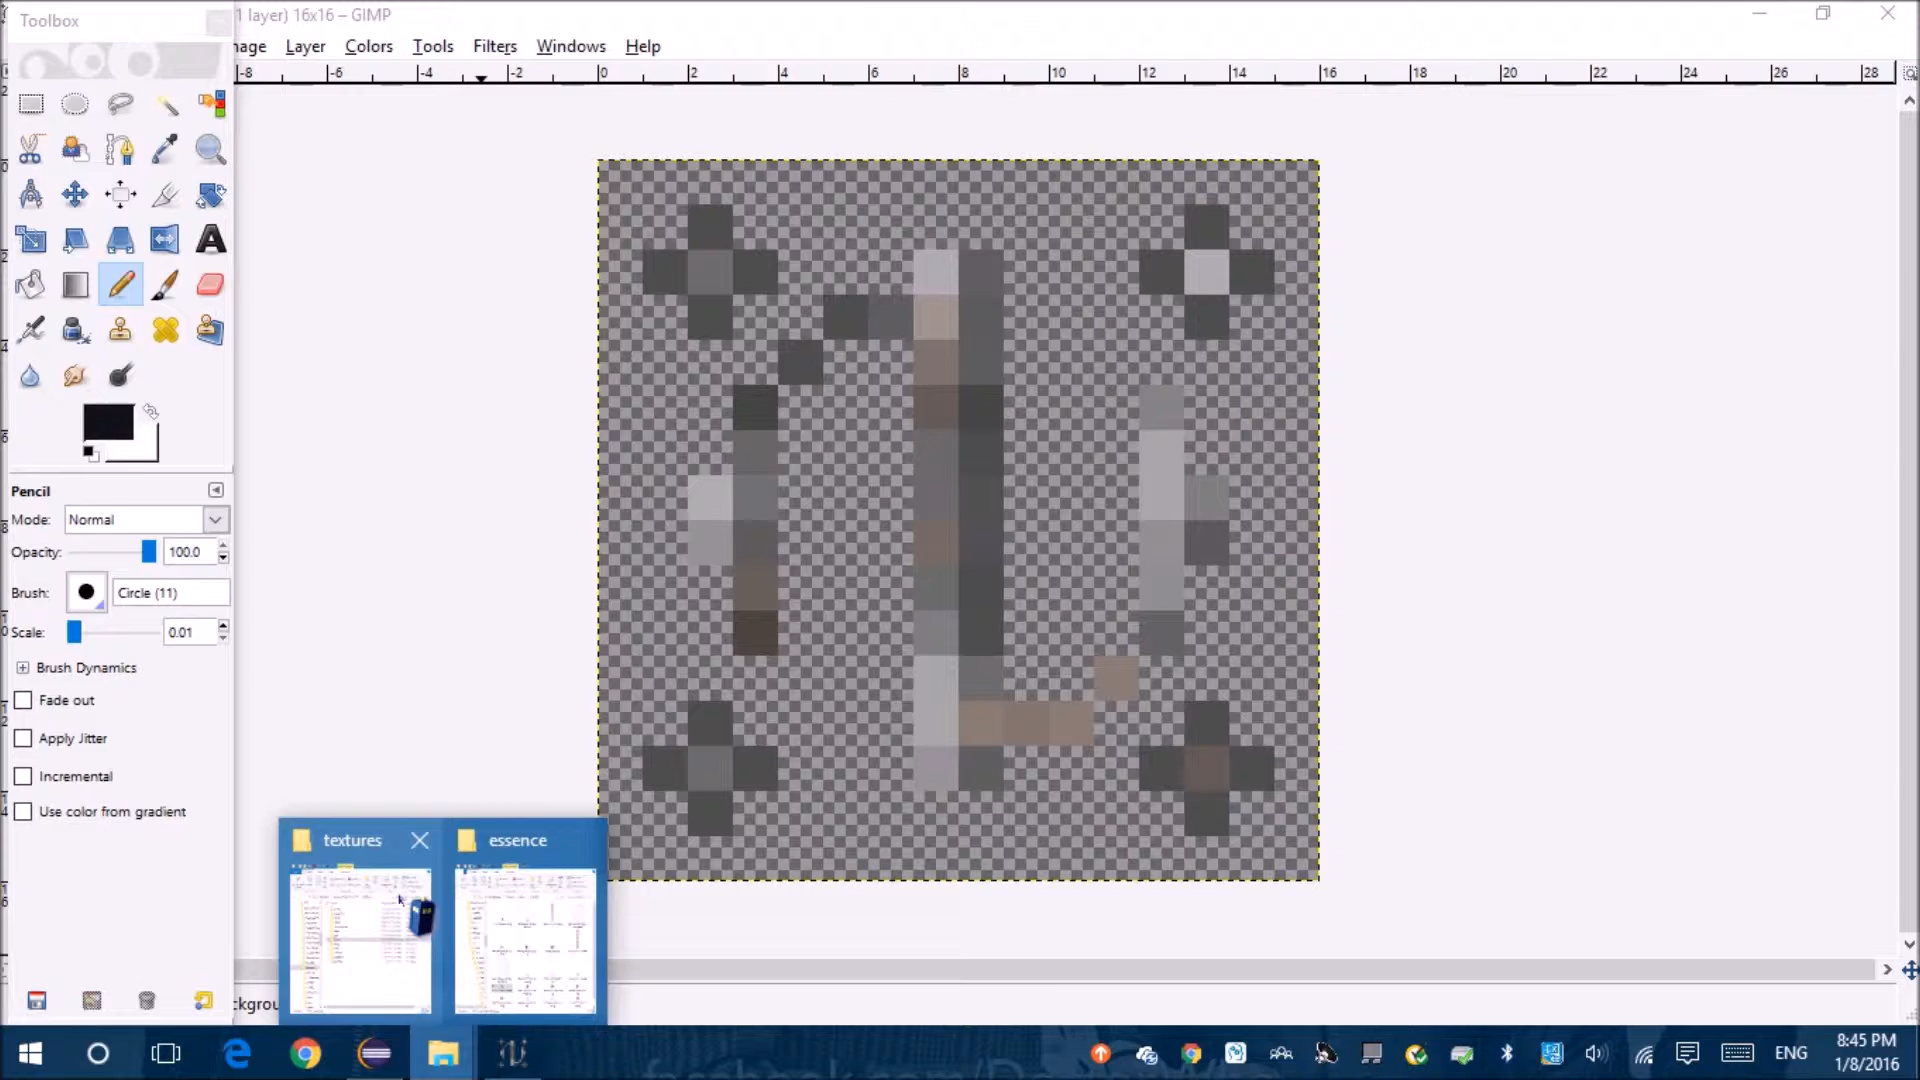 Toolbox
1 layer) 16x16 – GIMP
nage Layer Colors Tools Filters Windows Help
-8 -6 -4 -2 0 2 4 6 8 10 12 14 16 18 20 22 24 26 28
Pencil
Mode: Normal
Opacity: 100.0
Brush: Circle (11)
Scale: 0.01
Brush Dynamics
Fade out
Apply Jitter
Incremental
Use color from gradient
textures essence
ckgrou
ENG
8:45 PM
1/8/2016